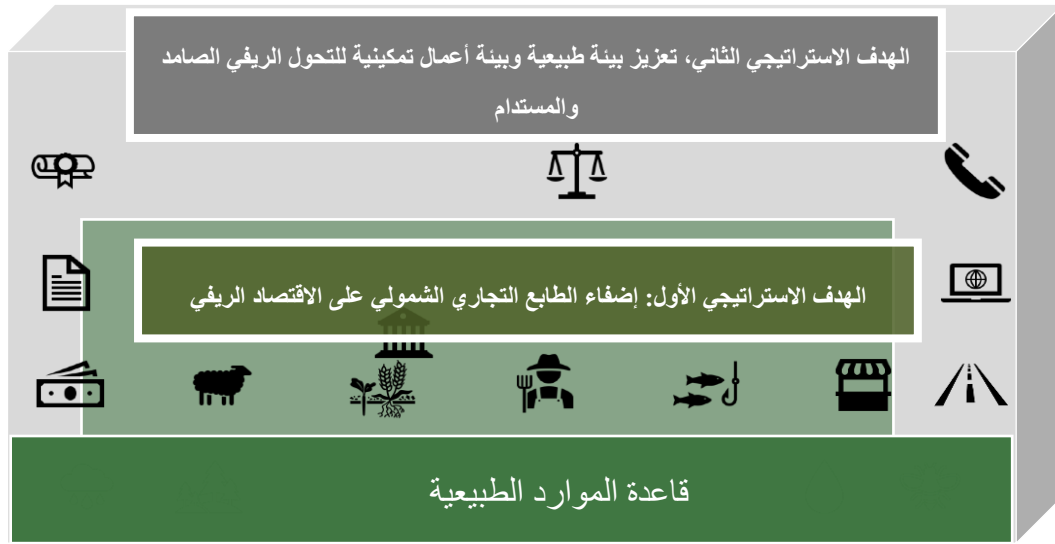 الهدف الاستراتيجي الثاني، تعزيز بيئة طبيعية وبيئة أعمال تمكينية للتحول الريفي الصامد
والمستدام
الهدف الاستراتيجي الأول: إضفاء الطابع التجاري الشمولي على الاقتصاد الريفي
قاعدة الموارد الطبيعية